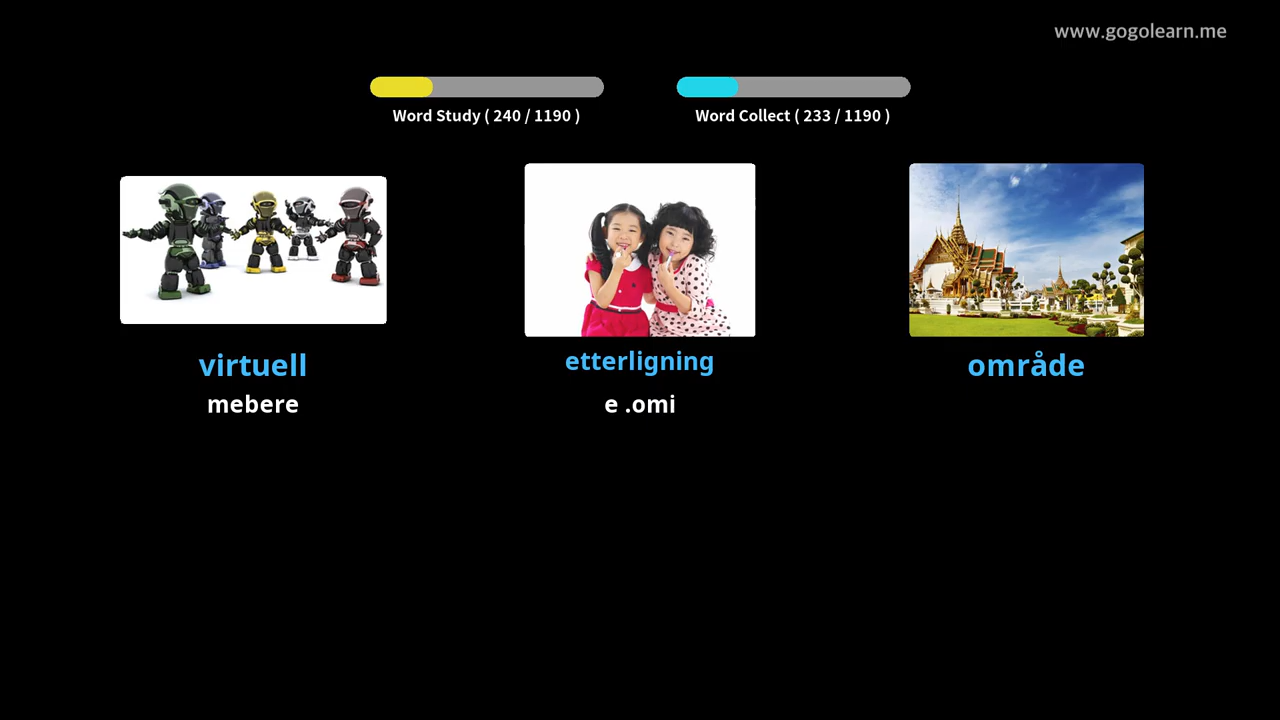 www.gogolearn.me
Word Study ( 240 / 1190 )
Word Collect ( 233 / 1190 )
virtuell
etterligning
område
mebere
e .omi